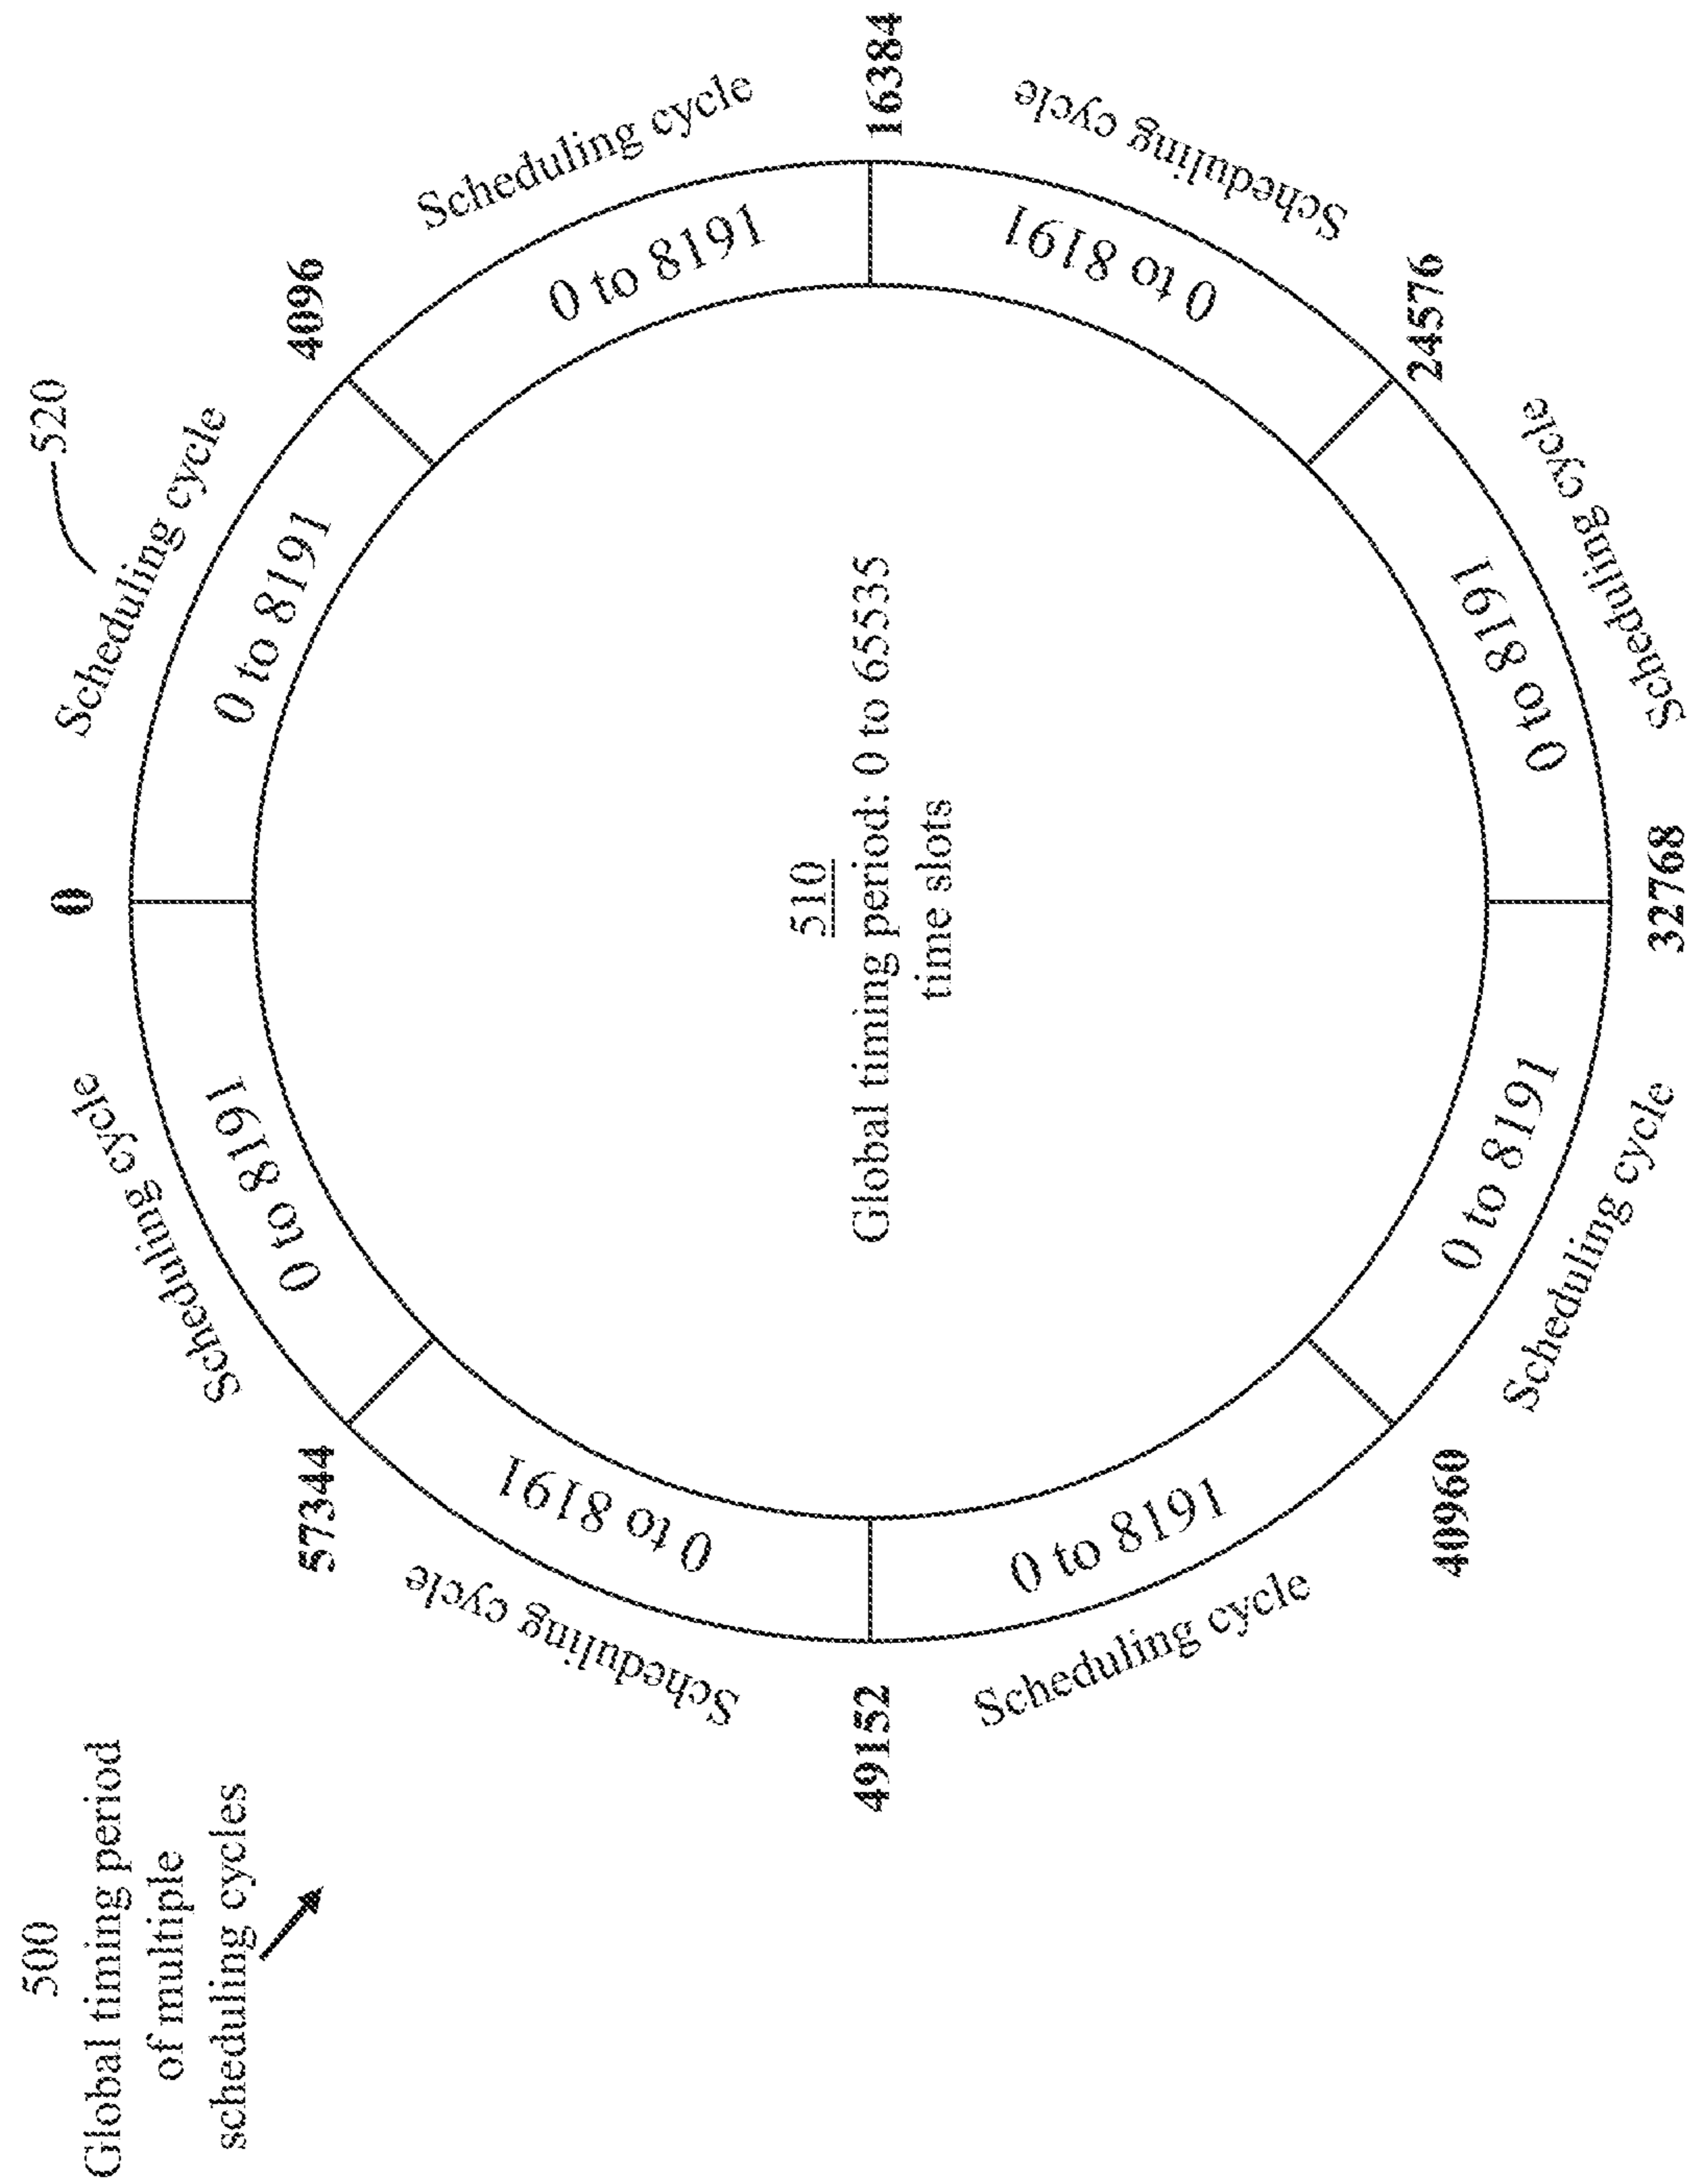 500
Global timing period
of multiple
scheduling cycles
0
Scheduling cycle
520
0 to 8191
4096
Scheduling cycle
0 to 8191
16384
Scheduling cycle
0 to 8191
24576
Scheduling cycle
0 to 8191
32768
Scheduling cycle
0 to 8191
40960
Scheduling cycle
0 to 8191
49152
Scheduling cycle
0 to 8191
57344
Scheduling cycle
0 to 8191
510
Global timing period: 0 to 65535
time slots